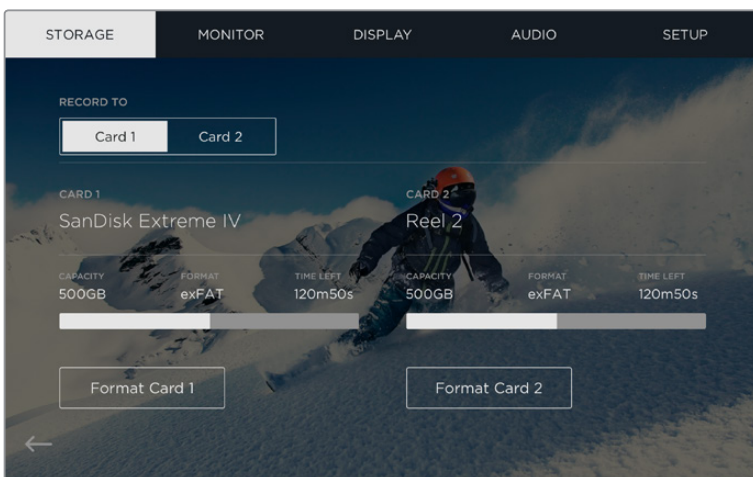 STORAGE MONITOR DISPLAY AUDIO SETUP
RECORD TO
Card 1 Card 2
CARD 1 CARD 2
SanDisk Extreme IV Reel 2
CAPACITY FORMAT TIME LEFT CAPACITY FORMAT TIME LEFT
500GB exFAT 120m50s 500GB exFAT 120m50s
Format Card 1 Format Card 2